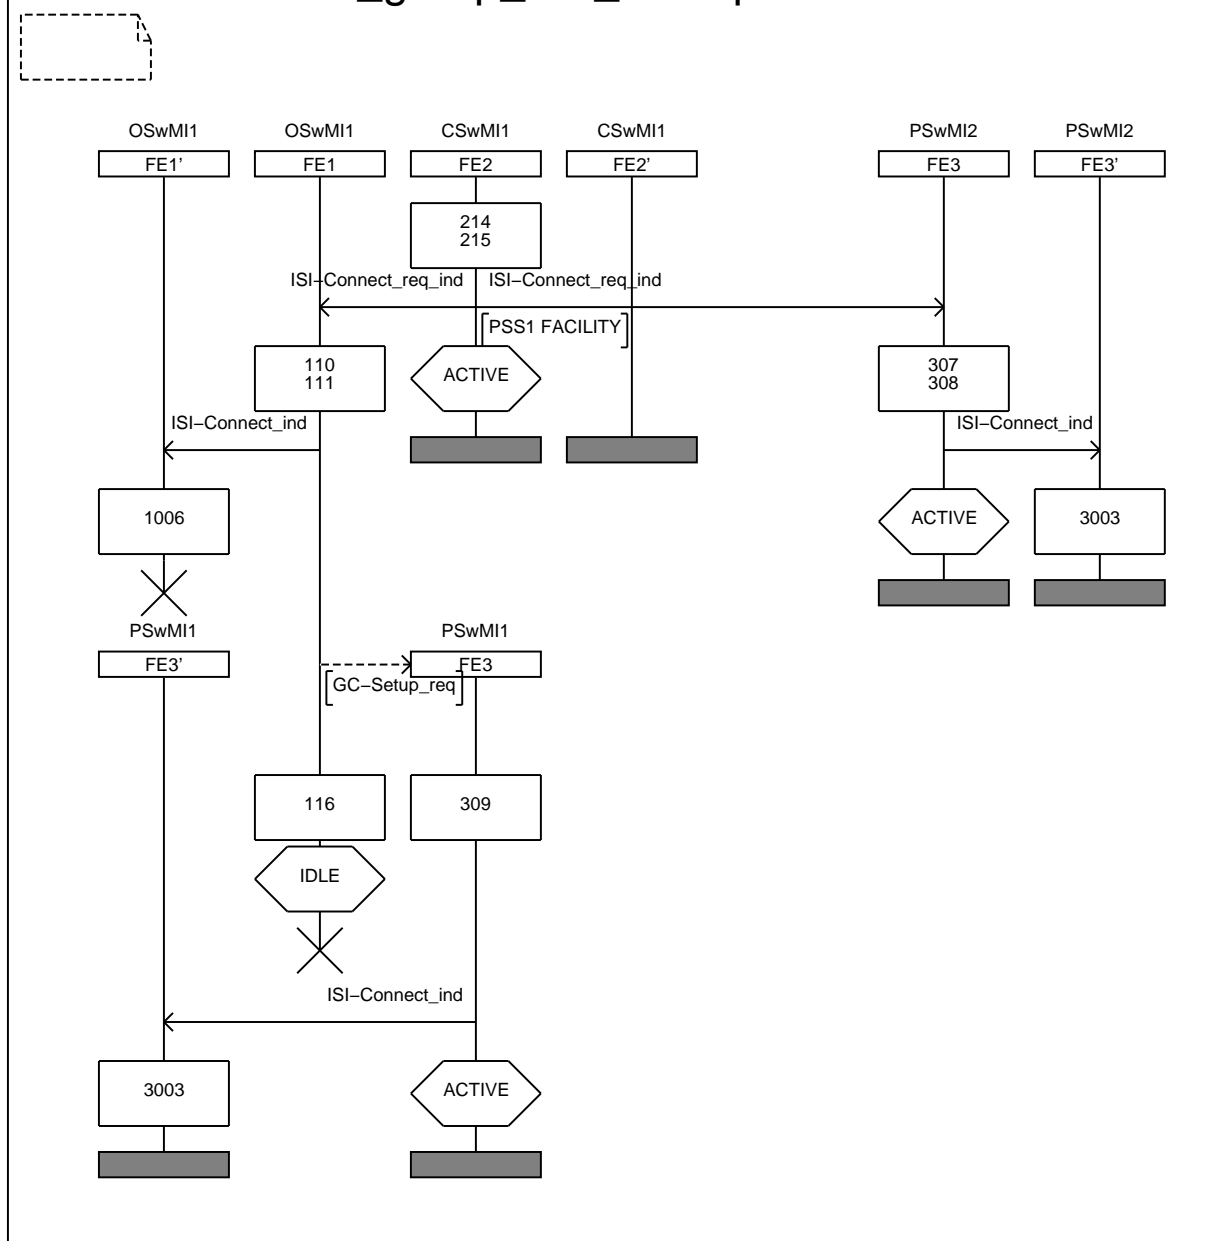 OSwMI1 OSwMI1 CSwMI1 CSwMI1 PSwMI2 PSwMI2
FE1’ FE1 FE2 FE2’ FE3 FE3’
214
215
ISI−Connect_req_ind ISI−Connect_req_ind
PSS1 FACILITY
110
111
ACTIVE
307
308
ISI−Connect_ind ISI−Connect_ind
1006 ACTIVE 3003
PSwMI1 PSwMI1
FE3’ FE3
GC−Setup_req
116 309
IDLE
ISI−Connect_ind
3003 ACTIVE